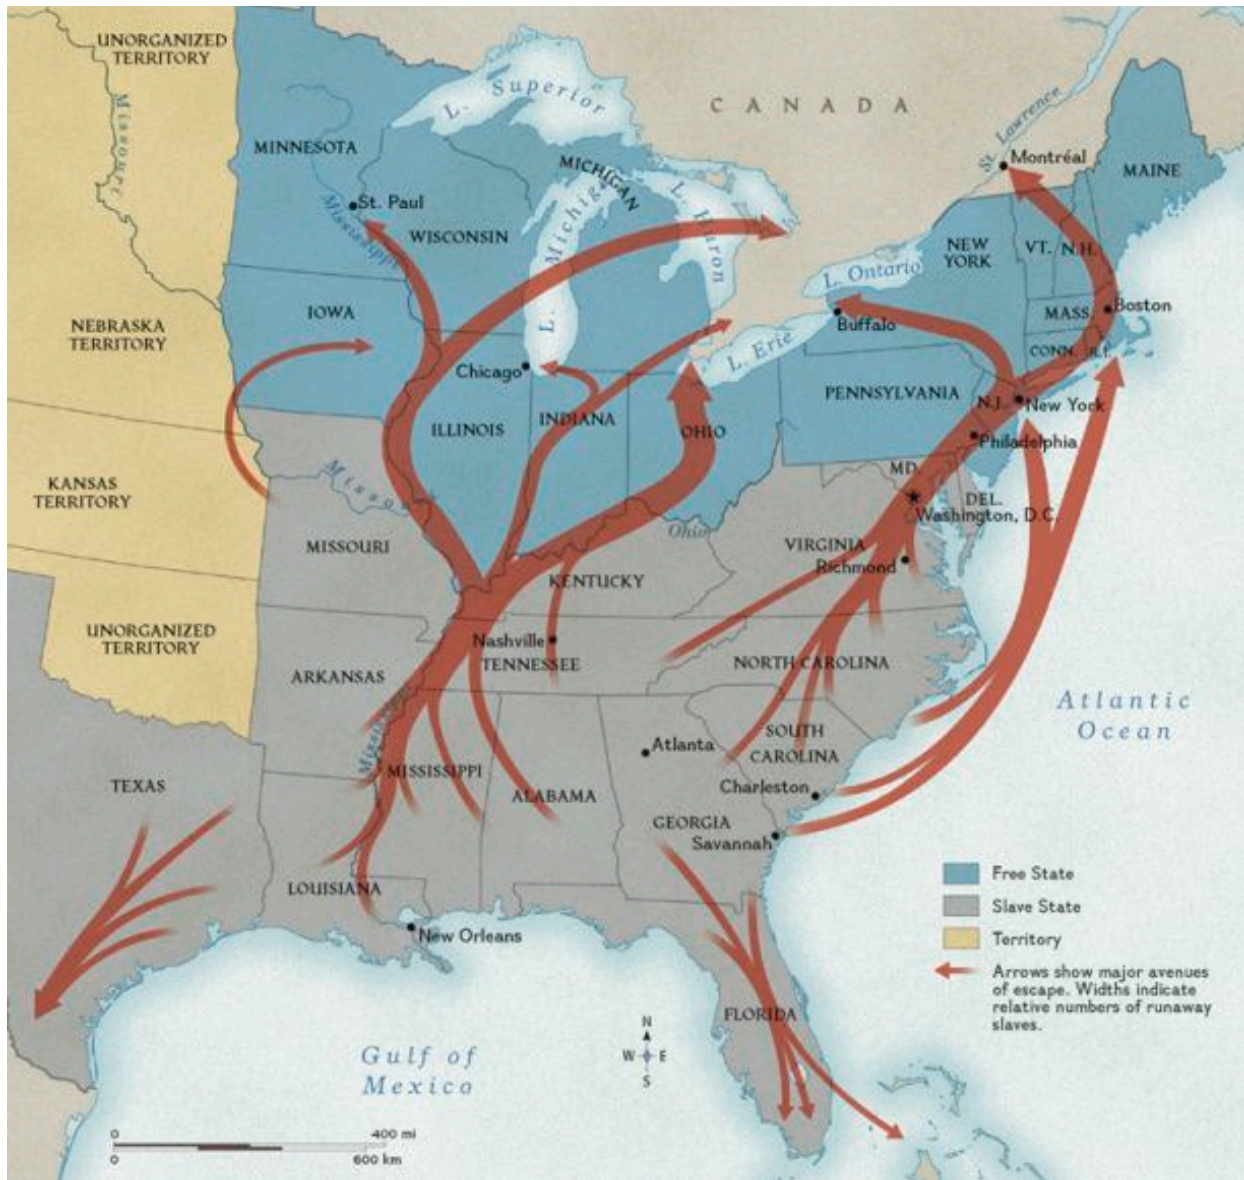 UNORGANIZED
TERRITORY
Missouri
L. Superior
CANADA
St. Lawrence
Montréal
MAINE
MINNESOTA
MICHIGAN
St. Paul
Mississippi
WISCONSIN
L. Michigan
L. Huron
NEW
YORK
VT.
N.H.
L. Ontario
IOWA
MASS.
Boston
NEBRASKA
TERRITORY
Buffalo
L. Erie
CONN.
R.I.
Chicago
PENNSYLVANIA
N.J.
New York
ILLINOIS
INDIANA
OHIO
Philadelphia
MD.
KANSAS
TERRITORY
Missouri
DEL.
Washington, D.C.
Ohio
MISSOURI
VIRGINIA
Richmond
KENTUCKY
UNORGANIZED
TERRITORY
Nashville
TENNESSEE
NORTH CAROLINA
ARKANSAS
Mississippi
Atlantic
Ocean
SOUTH
CAROLINA
Atlanta
TEXAS
MISSISSIPPI
ALABAMA
Charleston
GEORGIA
Savannah
LOUISIANA
New Orleans
Free State
Slave State
Territory
Arrows show major avenues
of escape. Widths indicate
relative numbers of runaway
slaves.
FLORIDA
Gulf of
Mexico
N
W E
S
0 400 mi
0 600 km